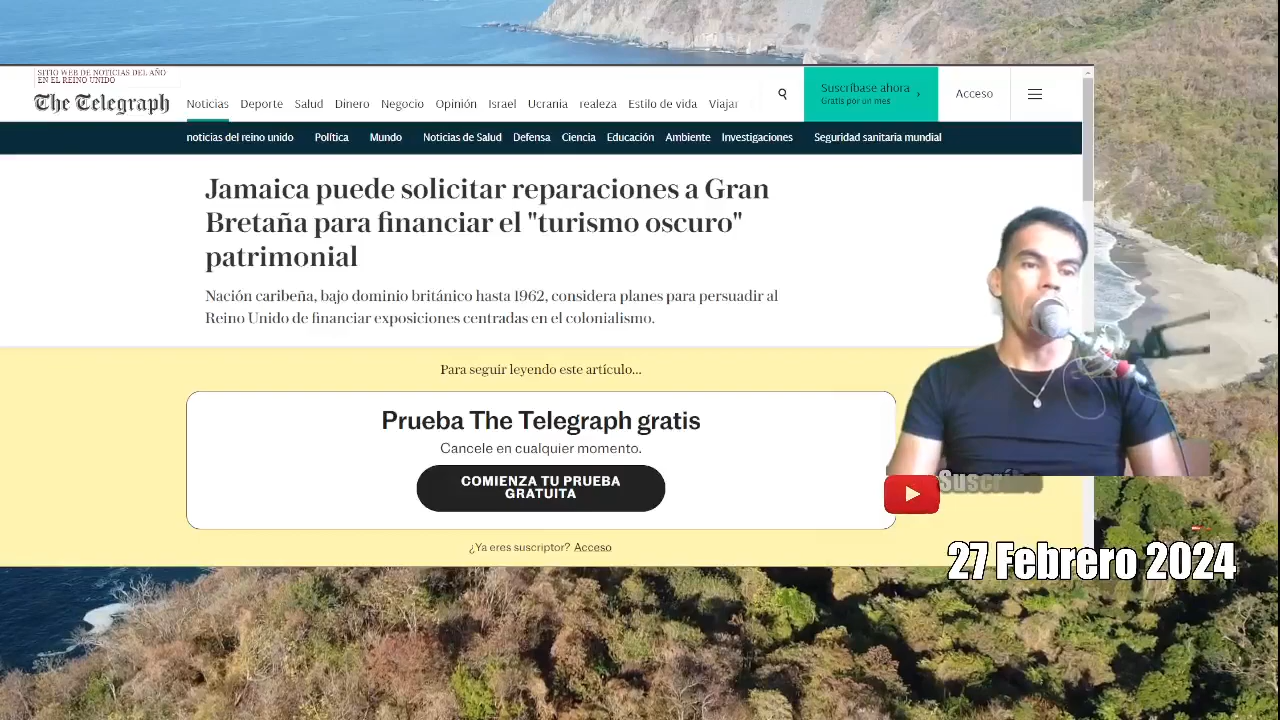 SITIO WEB DE NOTICIAS DEL AÑO
EN EL REINO UNIDO
The Telegraph
Noticias Deporte Salud Dinero Negocio Opinión Israel Ucrania realeza Estilo de vida Viajar
Suscríbase ahora
Gratis por un mes
Acceso
noticias del reino unido Política Mundo Noticias de Salud Defensa Ciencia Educación Ambiente Investigaciones Seguridad sanitaria mundial
Jamaica puede solicitar reparaciones a Gran
Bretaña para financiar el "turismo oscuro"
patrimonial
Nación caribeña, bajo dominio británico hasta 1962, considera planes para persuadir al
Reino Unido de financiar exposiciones centradas en el colonialismo.
Para seguir leyendo este artículo...
Prueba The Telegraph gratis
Cancele en cualquier momento.
COMIENZA TU PRUEBA
GRATUITA
¿Ya eres suscriptor? Acceso
27 Febrero 2024